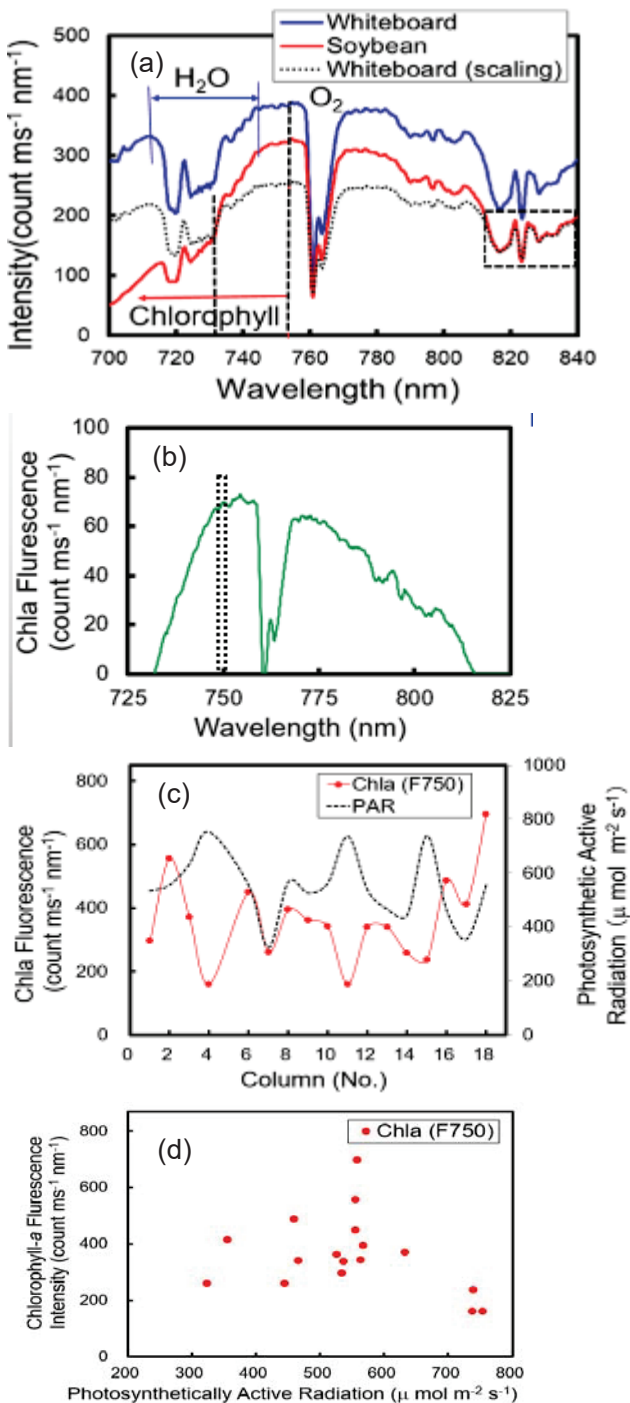 Whiteboard
Soybean
Whiteboard (scaling)
(a)
H₂O
O₂
Chlorophyll
Intensity(count ms⁻¹ nm⁻¹)
500
400
300
200
100
0
700 720 740 760 780 800 820 840
Wavelength (nm)
(b)
Chla Flurescence
(count ms⁻¹ nm⁻¹)
100
80
60
40
20
0
725 750 775 800 825
Wavelength (nm)
(c)
Chla (F750)
PAR
Chla Fluorescence
(count ms⁻¹ nm⁻¹)
800
600
400
200
0
1000
800
600
400
200
0
Photosynthetic Active
Radiation (μ mol m⁻² s⁻¹)
0 2 4 6 8 10 12 14 16 18
Column (No.)
(d)
Chla (F750)
Chlorophyll-a Flurescence
Intensity (count ms⁻¹ nm⁻¹)
800
600
400
200
0
200 300 400 500 600 700 800
Photosynthetically Active Radiation (μ mol m⁻² s⁻¹)